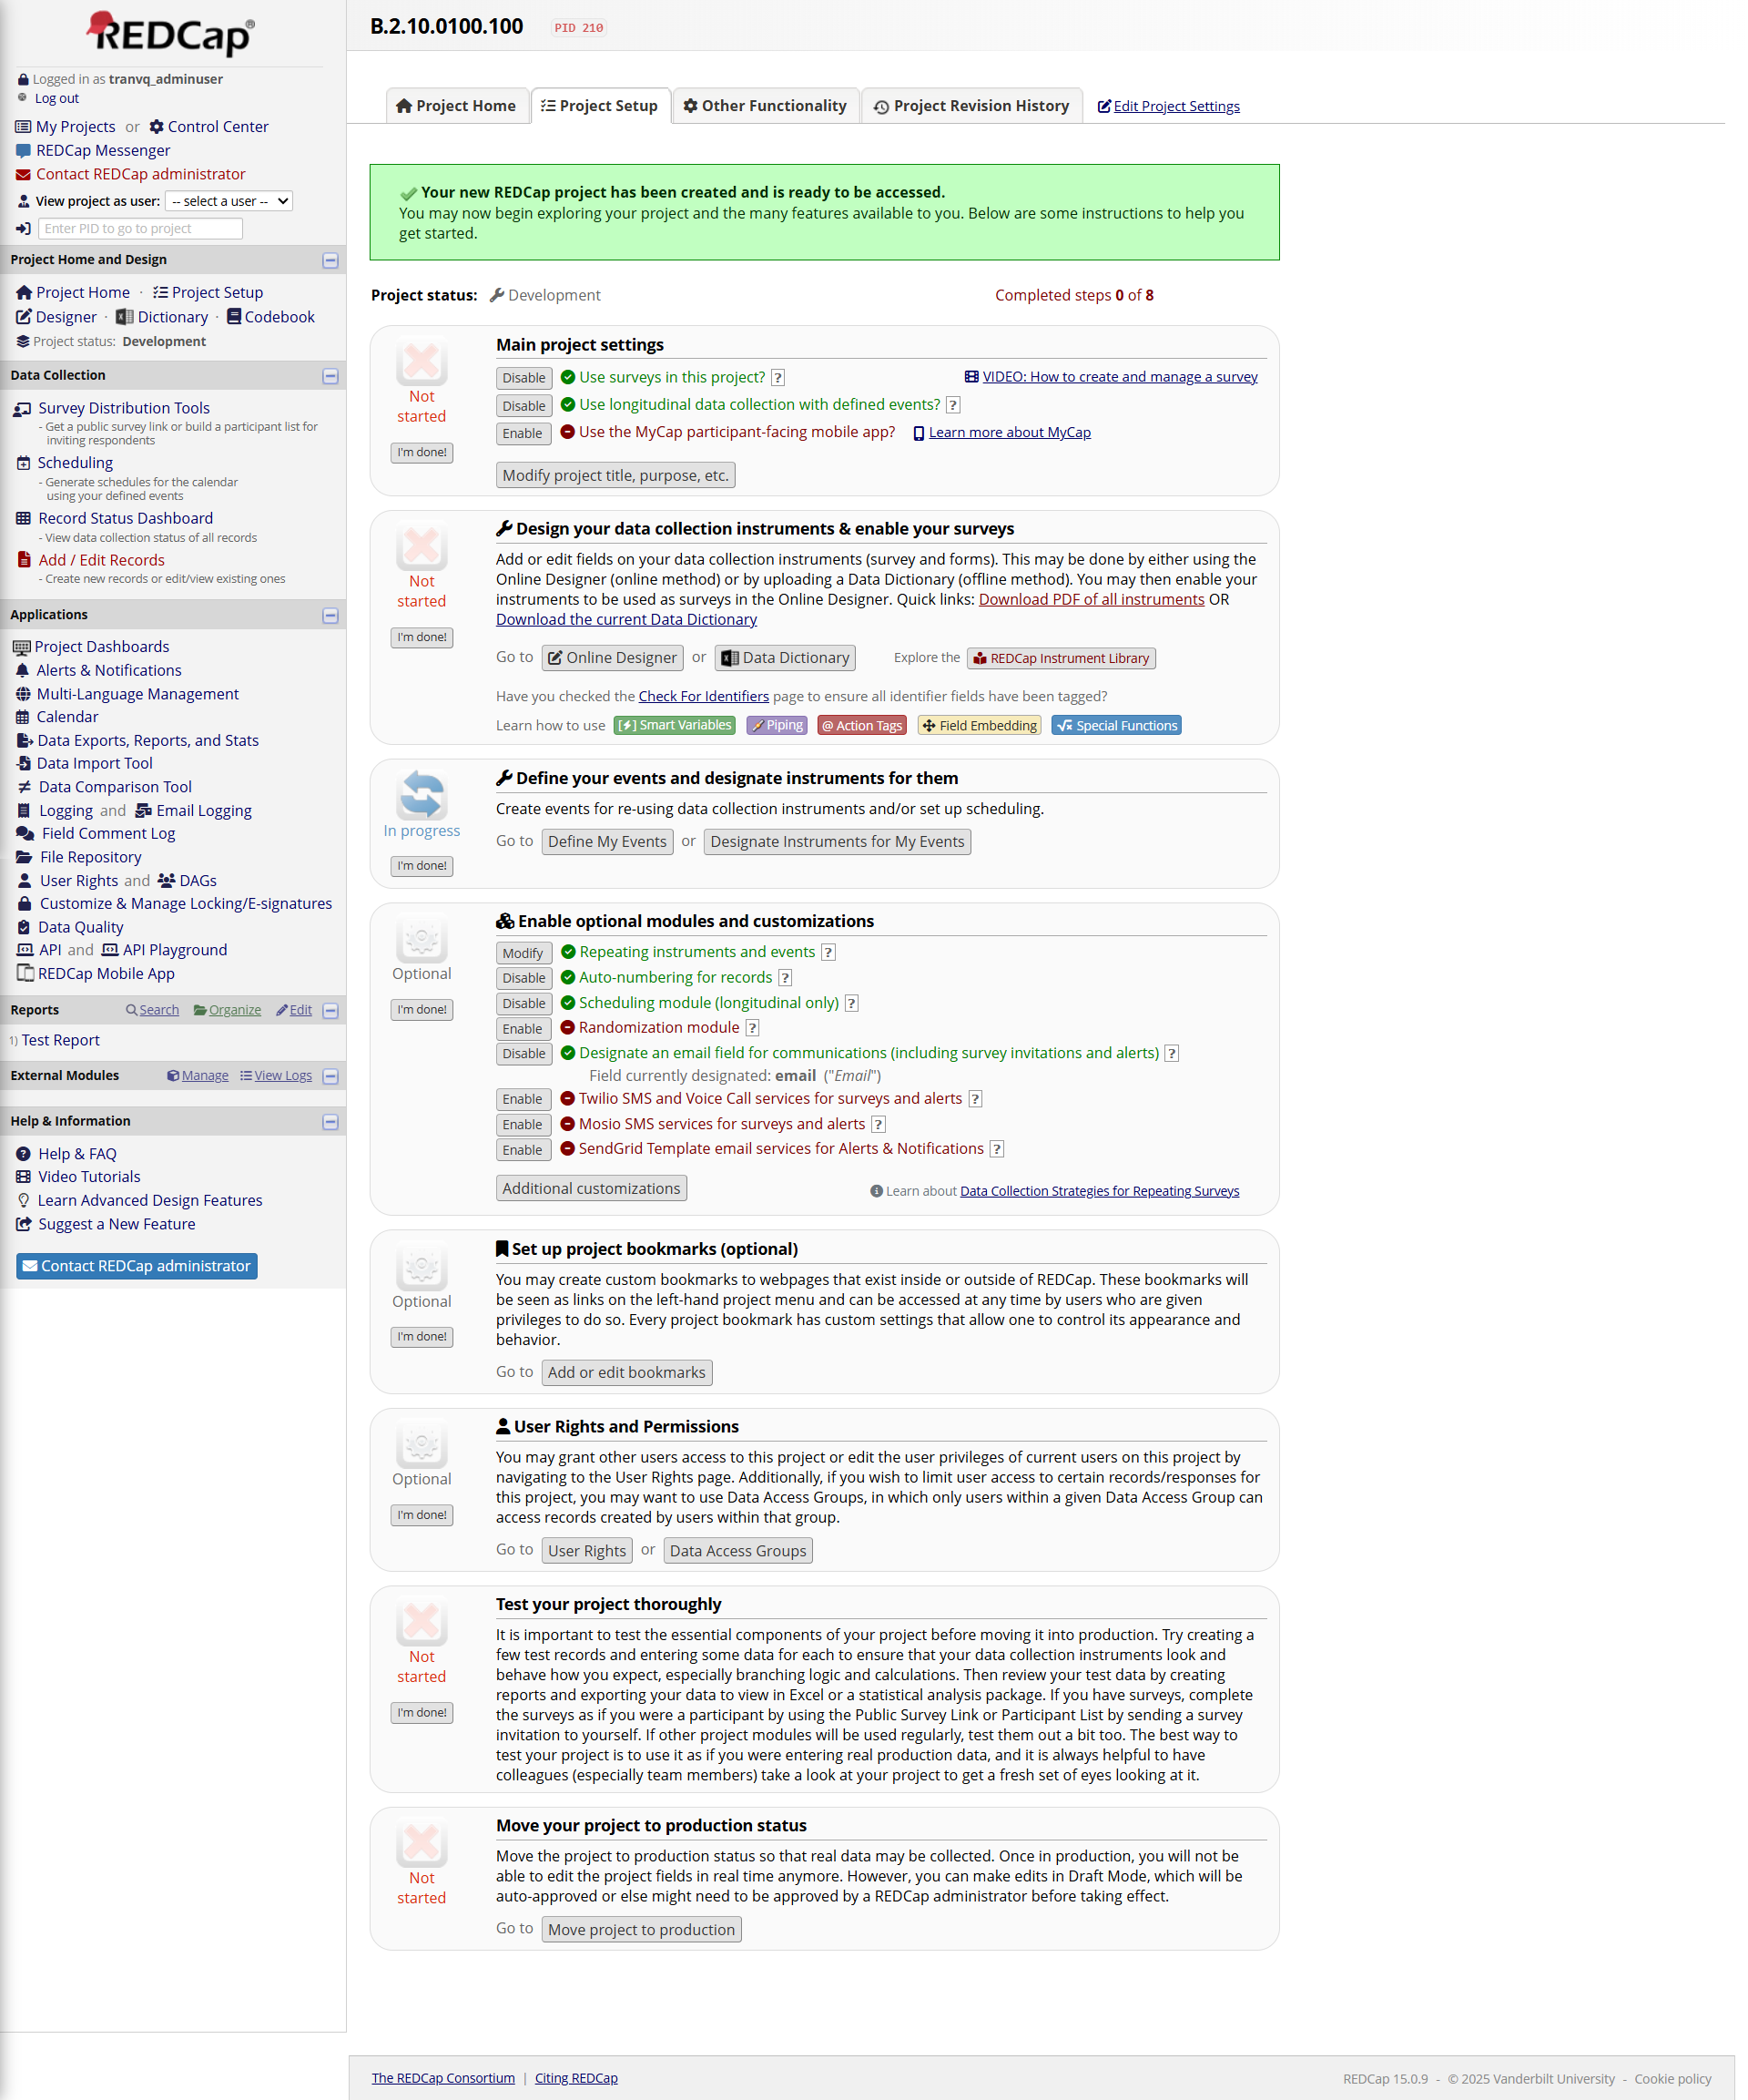 REDCap®
Logged in as tranvq_adminuser
Log out
My Projects or Control Center
REDCap Messenger
Contact REDCap administrator
View project as user: -- select a user --
Enter PID to go to project
Project Home and Design
Project Home · Project Setup
Designer · Dictionary · Codebook
Project status: Development
Data Collection
Survey Distribution Tools
- Get a public survey link or build a participant list for
inviting respondents
Scheduling
- Generate schedules for the calendar
using your defined events
Record Status Dashboard
- View data collection status of all records
Add / Edit Records
- Create new records or edit/view existing ones
Applications
Project Dashboards
Alerts & Notifications
Multi-Language Management
Calendar
Data Exports, Reports, and Stats
Data Import Tool
Data Comparison Tool
Logging and Email Logging
Field Comment Log
File Repository
User Rights and DAGs
Customize & Manage Locking/E-signatures
Data Quality
API and API Playground
REDCap Mobile App
Reports Search Organize Edit
1) Test Report
External Modules Manage View Logs
Help & Information
Help & FAQ
Video Tutorials
Learn Advanced Design Features
Suggest a New Feature
Contact REDCap administrator
B.2.10.0100.100 PID 210
Project Home Project Setup Other Functionality Project Revision History Edit Project Settings
Your new REDCap project has been created and is ready to be accessed.
You may now begin exploring your project and the many features available to you. Below are some instructions to help you
get started.
Project status: Development Completed steps 0 of 8
Not
started
I'm done!
Main project settings
Disable Use surveys in this project? ? VIDEO: How to create and manage a survey
Disable Use longitudinal data collection with defined events? ?
Enable Use the MyCap participant-facing mobile app? Learn more about MyCap
Modify project title, purpose, etc.
Not
started
I'm done!
Design your data collection instruments & enable your surveys
Add or edit fields on your data collection instruments (survey and forms). This may be done by either using the
Online Designer (online method) or by uploading a Data Dictionary (offline method). You may then enable your
instruments to be used as surveys in the Online Designer. Quick links: Download PDF of all instruments OR
Download the current Data Dictionary
Go to Online Designer or Data Dictionary Explore the REDCap Instrument Library
Have you checked the Check For Identifiers page to ensure all identifier fields have been tagged?
Learn how to use [⚡] Smart Variables Piping @ Action Tags Field Embedding Special Functions
In progress
I'm done!
Define your events and designate instruments for them
Create events for re-using data collection instruments and/or set up scheduling.
Go to Define My Events or Designate Instruments for My Events
Optional
I'm done!
Enable optional modules and customizations
Modify Repeating instruments and events ?
Disable Auto-numbering for records ?
Disable Scheduling module (longitudinal only) ?
Enable Randomization module ?
Disable Designate an email field for communications (including survey invitations and alerts) ?
Field currently designated: email ("Email")
Enable Twilio SMS and Voice Call services for surveys and alerts ?
Enable Mosio SMS services for surveys and alerts ?
Enable SendGrid Template email services for Alerts & Notifications ?
Additional customizations Learn about Data Collection Strategies for Repeating Surveys
Optional
I'm done!
Set up project bookmarks (optional)
You may create custom bookmarks to webpages that exist inside or outside of REDCap. These bookmarks will
be seen as links on the left-hand project menu and can be accessed at any time by users who are given
privileges to do so. Every project bookmark has custom settings that allow one to control its appearance and
behavior.
Go to Add or edit bookmarks
Optional
I'm done!
User Rights and Permissions
You may grant other users access to this project or edit the user privileges of current users on this project by
navigating to the User Rights page. Additionally, if you wish to limit user access to certain records/responses for
this project, you may want to use Data Access Groups, in which only users within a given Data Access Group can
access records created by users within that group.
Go to User Rights or Data Access Groups
Not
started
I'm done!
Test your project thoroughly
It is important to test the essential components of your project before moving it into production. Try creating a
few test records and entering some data for each to ensure that your data collection instruments look and
behave how you expect, especially branching logic and calculations. Then review your test data by creating
reports and exporting your data to view in Excel or a statistical analysis package. If you have surveys, complete
the surveys as if you were a participant by using the Public Survey Link or Participant List by sending a survey
invitation to yourself. If other project modules will be used regularly, test them out a bit too. The best way to
test your project is to use it as if you were entering real production data, and it is always helpful to have
colleagues (especially team members) take a look at your project to get a fresh set of eyes looking at it.
Not
started
Move your project to production status
Move the project to production status so that real data may be collected. Once in production, you will not be
able to edit the project fields in real time anymore. However, you can make edits in Draft Mode, which will be
auto-approved or else might need to be approved by a REDCap administrator before taking effect.
Go to Move project to production
The REDCap Consortium | Citing REDCap REDCap 15.0.9 - © 2025 Vanderbilt University - Cookie policy